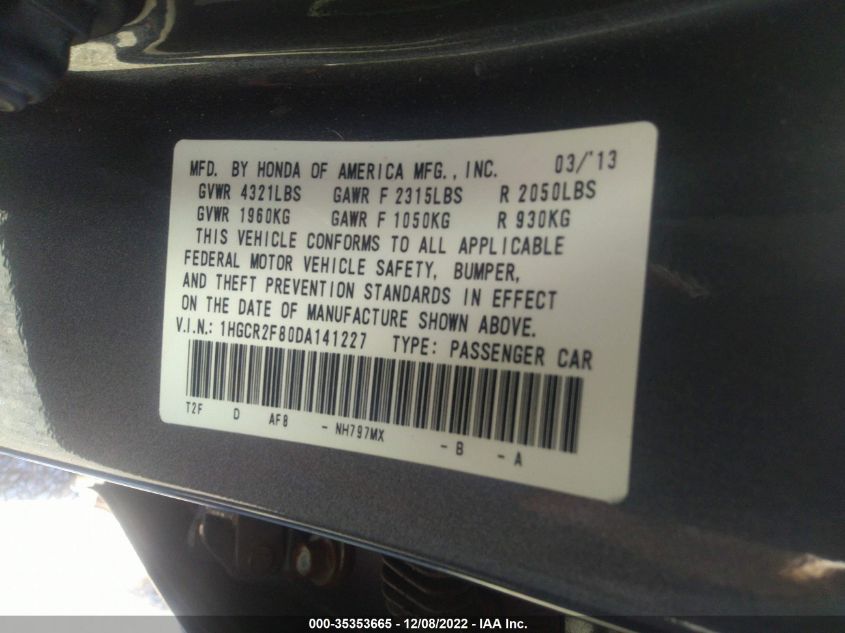 MFD. BY HONDA OF AMERICA MFG., INC. 03/'13
GVWR 4321LBS GAWR F 2315LBS R 2050LBS
GVWR 1960KG GAWR F 1050KG R 930KG
THIS VEHICLE CONFORMS TO ALL APPLICABLE
FEDERAL MOTOR VEHICLE SAFETY, BUMPER,
AND THEFT PREVENTION STANDARDS IN EFFECT
ON THE DATE OF MANUFACTURE SHOWN ABOVE.
V.I.N.: 1HGCR2F80DA141227 TYPE: PASSENGER CAR
T2F D AF8 - NH797MX - B - A
000-35353665 - 12/08/2022 - IAA Inc.